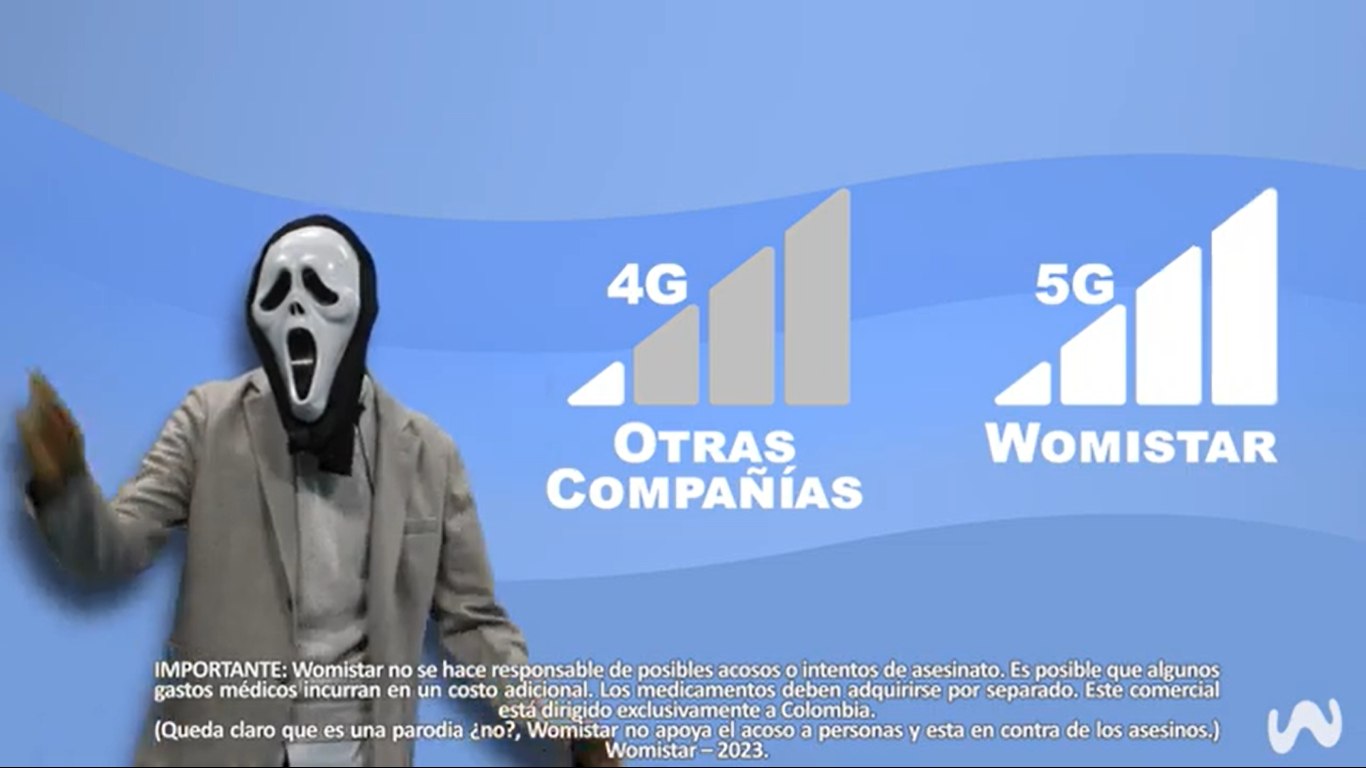 4G
5G
OTRAS
COMPAÑÍAS
WOMISTAR
IMPORTANTE: Womistar no se hace responsable de posibles acosos o intentos de asesinato. Es posible que algunos
gastos médicos incurran en un costo adicional. Los medicamentos deben adquirirse por separado. Este comercial
está dirigido exclusivamente a Colombia.
(Queda claro que es una parodia ¿no?, Womistar no apoya el acoso a personas y esta en contra de los asesinos.)
Womistar – 2023.